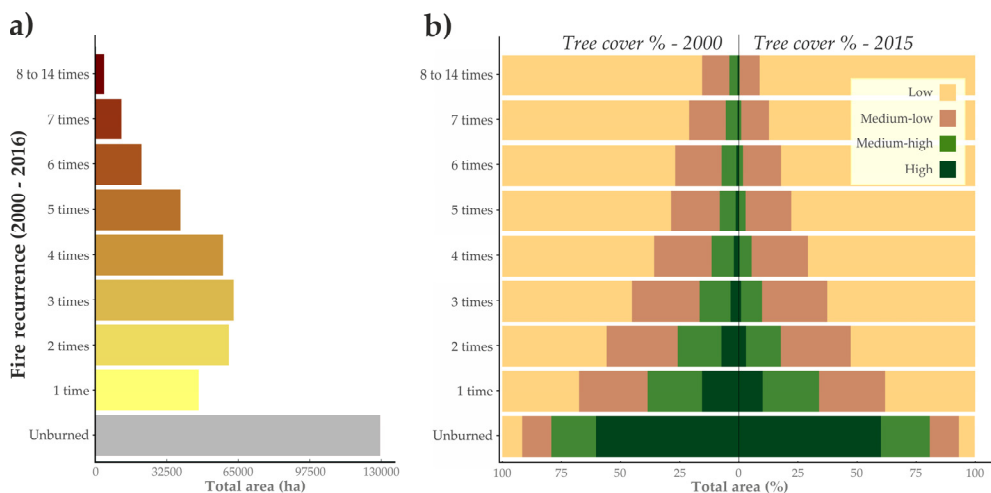 a)
Fire recurrence (2000 - 2016)
8 to 14 times
7 times
6 times
5 times
4 times
3 times
2 times
1 time
Unburned
0 32500 65000 97500 130000
Total area (ha)
b)
Tree cover % - 2000 Tree cover % - 2015
8 to 14 times
7 times
6 times
5 times
4 times
3 times
2 times
1 time
Unburned
Low
Medium-low
Medium-high
High
100 75 50 25 0 25 50 75 100
Total area (%)